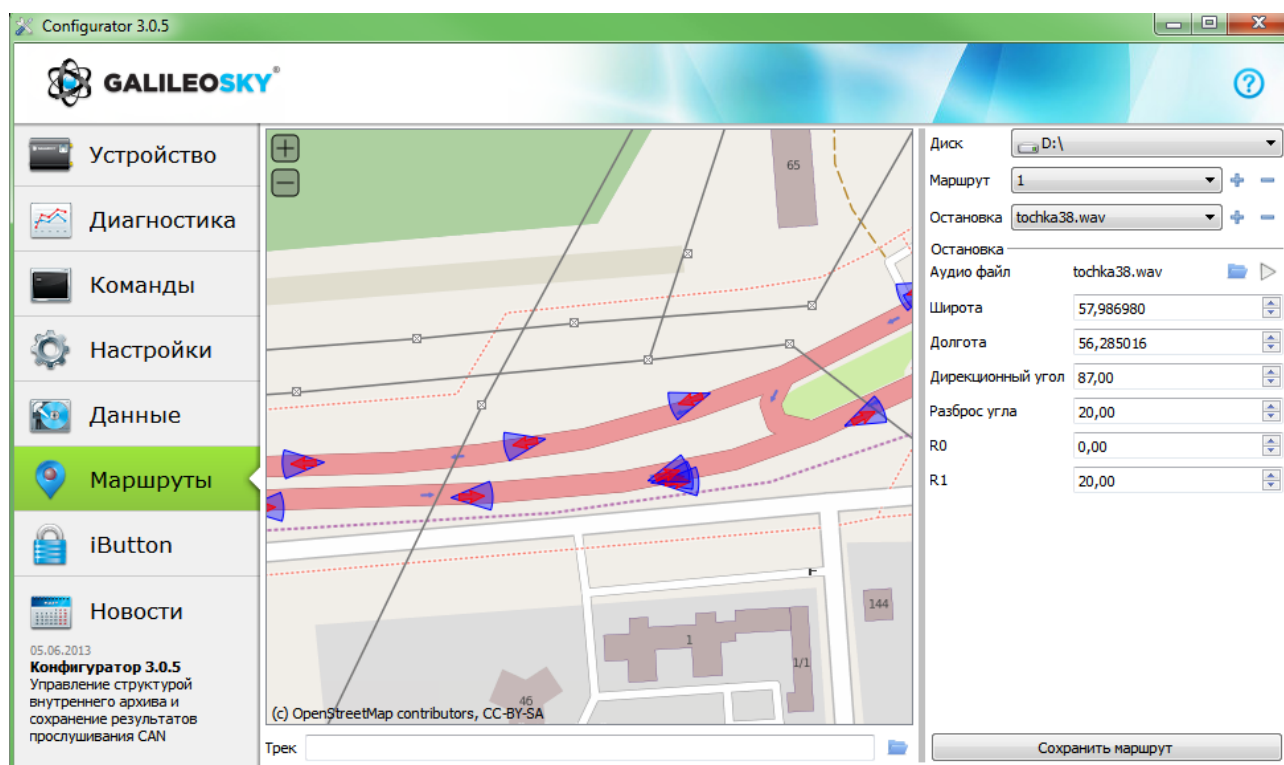 Configurator 3.0.5
GALILEOSKY®
Устройство
Диагностика
Команды
Настройки
Данные
Маршруты
iButton
Новости
05.06.2013
Конфигуратор 3.0.5
Управление структурой
внутреннего архива и
сохранение результатов
прослушивания CAN
65
144
1
1/1
46
(c) OpenStreetMap contributors, CC-BY-SA
Трек
Диск D:\
Маршрут 1
Остановка tochka38.wav
Остановка
Аудио файл tochka38.wav
Широта 57,986980
Долгота 56,285016
Дирекционный угол 87,00
Разброс угла 20,00
R0 0,00
R1 20,00
Сохранить маршрут